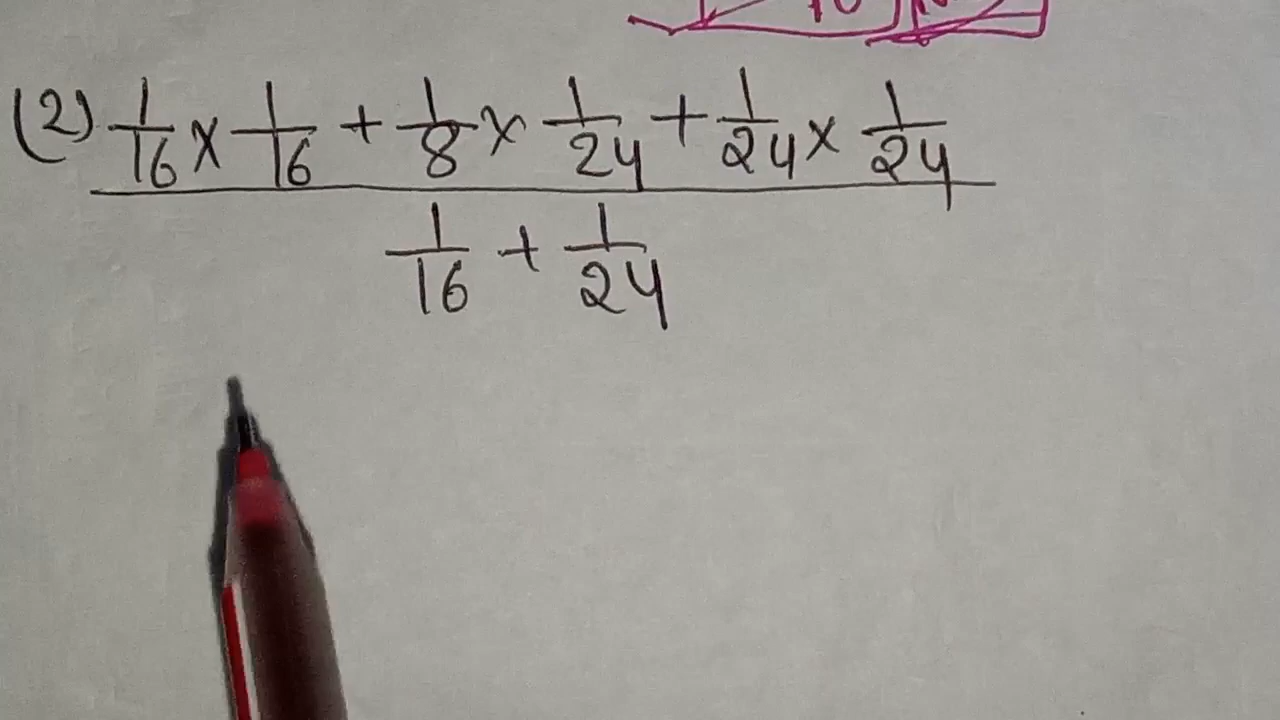 (2) 1/16 × 1/16 + 1/8 × 1/24 + 1/24 × 1/24
1/16 + 1/24